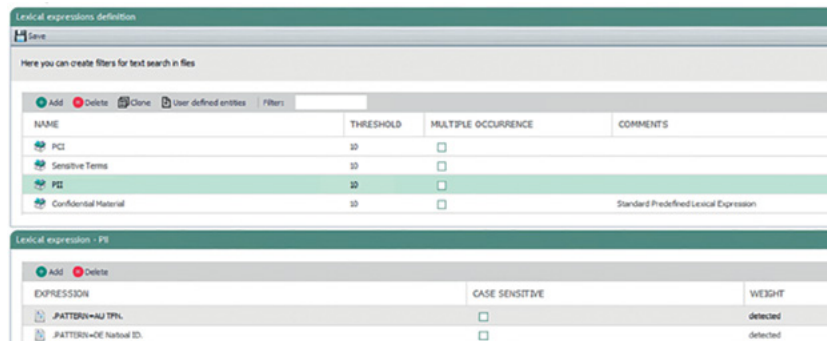 Lexical expressions definition
Save
Here you can create filters for text search in files
Add Delete Clone User defined entities Filter:
NAME THRESHOLD MULTIPLE OCCURRENCE COMMENTS
PCI 10
Sensitive Terms 10
PII 10
Confidential Material 10 Standard Predefined Lexical Expression
Lexical expression - PII
Add Delete
EXPRESSION CASE SENSITIVE WEIGHT
.PATTERN=AU TFN. detected
.PATTERN=DE Natioal ID. detected